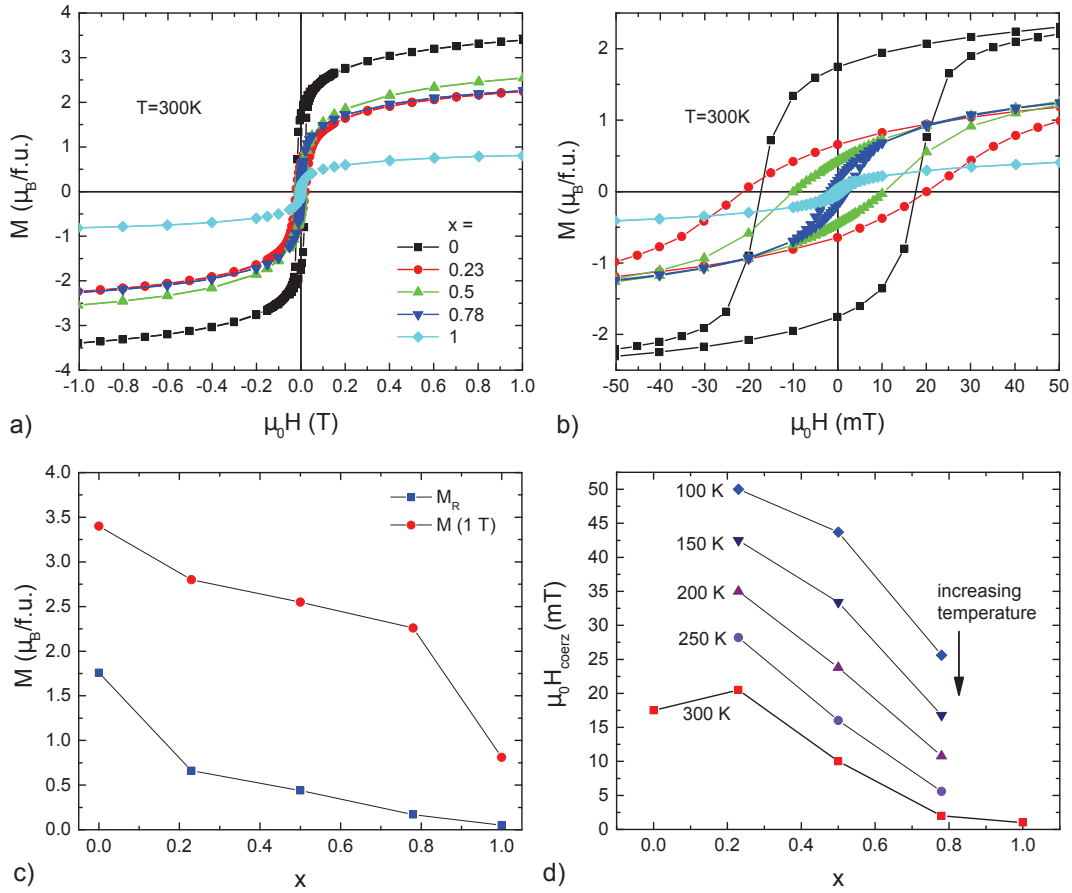 4
3
2
1
0
-1
-2
-3
-4
M (μB/f.u.)
T=300K
x =
0
0.23
0.5
0.78
1
-1.0 -0.8 -0.6 -0.4 -0.2 0.0 0.2 0.4 0.6 0.8 1.0
μ0H (T)
a)
2
1
0
-1
-2
M (μB/f.u.)
T=300K
-50 -40 -30 -20 -10 0 10 20 30 40 50
μ0H (mT)
b)
4.0
3.5
3.0
2.5
2.0
1.5
1.0
0.5
0.0
M (μB/f.u.)
MR
M (1 T)
0.0 0.2 0.4 0.6 0.8 1.0
x
c)
50
45
40
35
30
25
20
15
10
5
0
μ0Hcoerz (mT)
100 K
150 K
200 K
250 K
300 K
increasing
temperature
0.0 0.2 0.4 0.6 0.8 1.0
x
d)